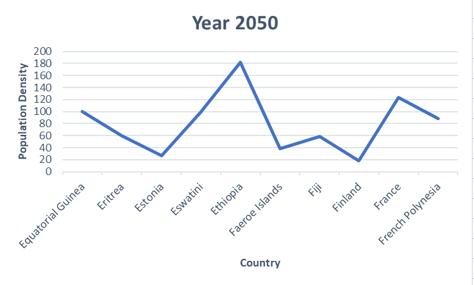 Year 2050
Population Density
200
180
160
140
120
100
80
60
40
20
0
Equatorial Guinea
Eritrea
Estonia
Eswatini
Ethiopia
Faeroe Islands
Fiji
Finland
France
French Polynesia
Country